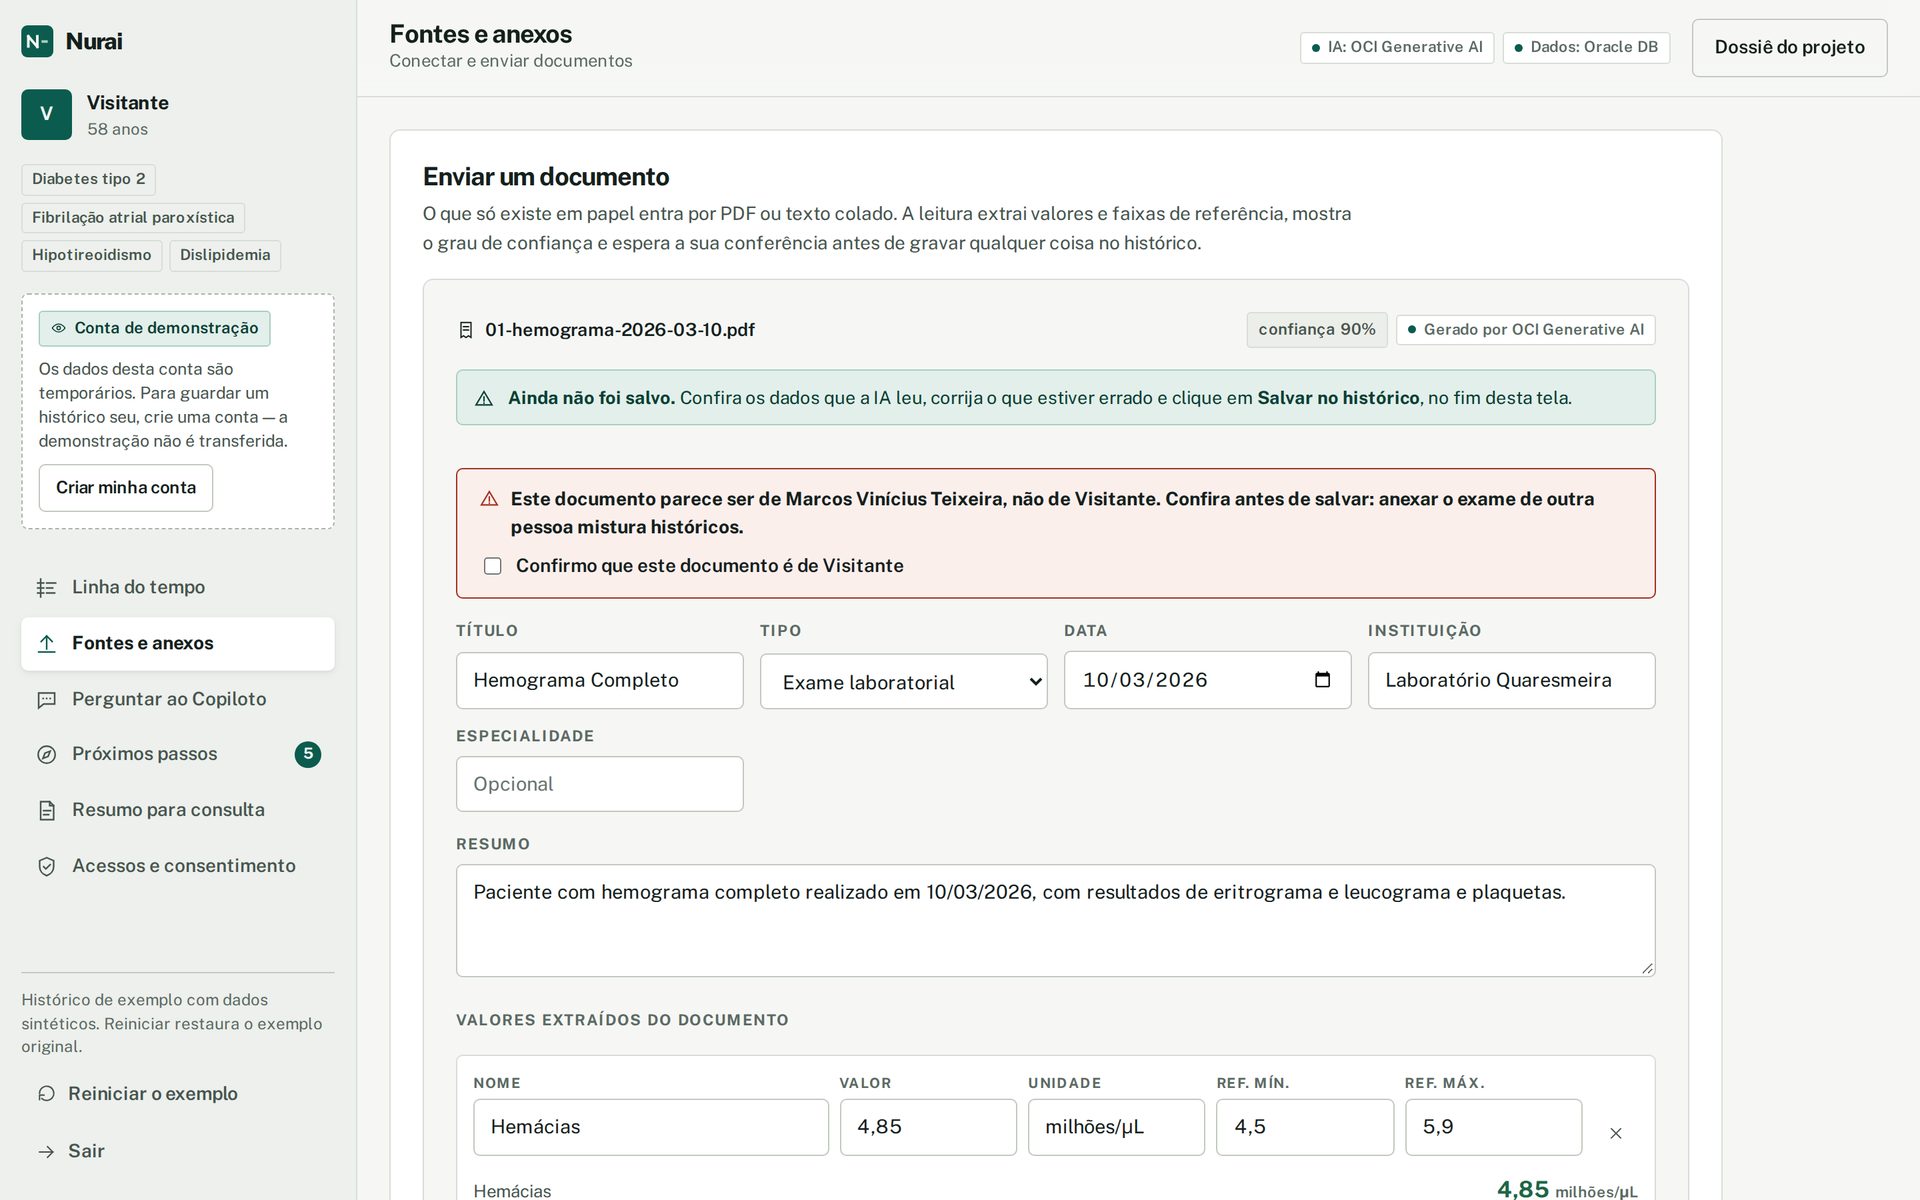 N-
Nurai
V
Visitante
58 anos
Diabetes tipo 2
Fibrilação atrial paroxística
Hipotireoidismo
Dislipidemia
Conta de demonstração
Os dados desta conta são
temporários. Para guardar um
histórico seu, crie uma conta — a
demonstração não é transferida.
Criar minha conta
Linha do tempo
Fontes e anexos
Perguntar ao Copiloto
Próximos passos
5
Resumo para consulta
Acessos e consentimento
Histórico de exemplo com dados
sintéticos. Reiniciar restaura o exemplo
original.
Reiniciar o exemplo
Sair
Fontes e anexos
Conectar e enviar documentos
IA: OCI Generative AI
Dados: Oracle DB
Dossiê do projeto
Enviar um documento
O que só existe em papel entra por PDF ou texto colado. A leitura extrai valores e faixas de referência, mostra
o grau de confiança e espera a sua conferência antes de gravar qualquer coisa no histórico.
01-hemograma-2026-03-10.pdf
confiança 90%
Gerado por OCI Generative AI
Ainda não foi salvo. Confira os dados que a IA leu, corrija o que estiver errado e clique em Salvar no histórico, no fim desta tela.
Este documento parece ser de Marcos Vinícius Teixeira, não de Visitante. Confira antes de salvar: anexar o exame de outra
pessoa mistura históricos.
Confirmo que este documento é de Visitante
TÍTULO
TIPO
DATA
INSTITUIÇÃO
Hemograma Completo
Exame laboratorial
10/03/2026
Laboratório Quaresmeira
ESPECIALIDADE
Opcional
RESUMO
Paciente com hemograma completo realizado em 10/03/2026, com resultados de eritrograma e leucograma e plaquetas.
VALORES EXTRAÍDOS DO DOCUMENTO
NOME
VALOR
UNIDADE
REF. MÍN.
REF. MÁX.
Hemácias
4,85
milhões/µL
4,5
5,9
Hemácias
4,85 milhões/µL